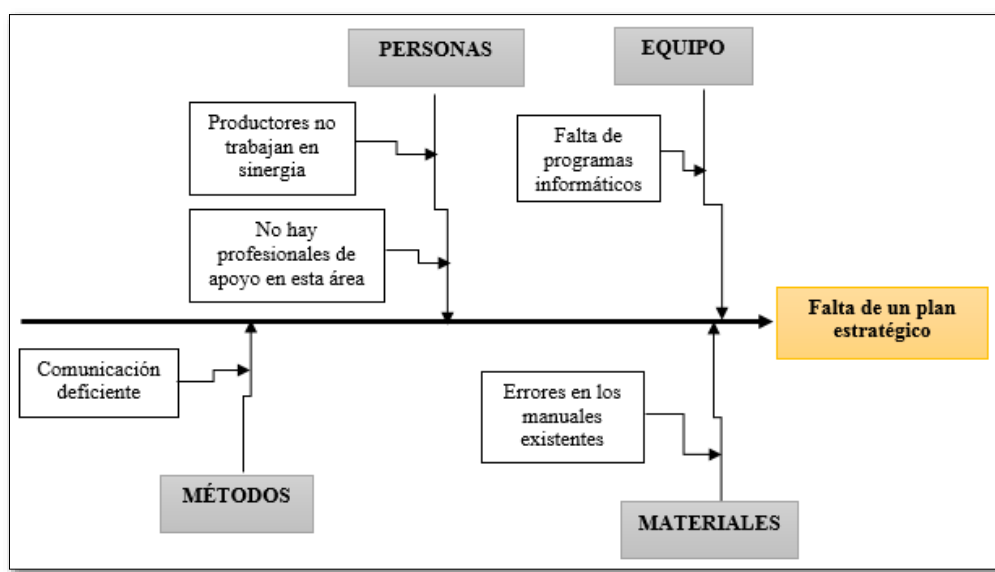 PERSONAS
EQUIPO
Productores no
trabajan en
sinergia
Falta de
programas
informáticos
No hay
profesionales de
apoyo en esta área
Falta de un plan
estratégico
Comunicación
deficiente
Errores en los
manuales
existentes
MÉTODOS
MATERIALES